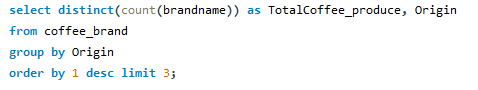 select distinct(count(brandname)) as TotalCoffee_produce, Origin
from coffee_brand
group by Origin
order by 1 desc limit 3;